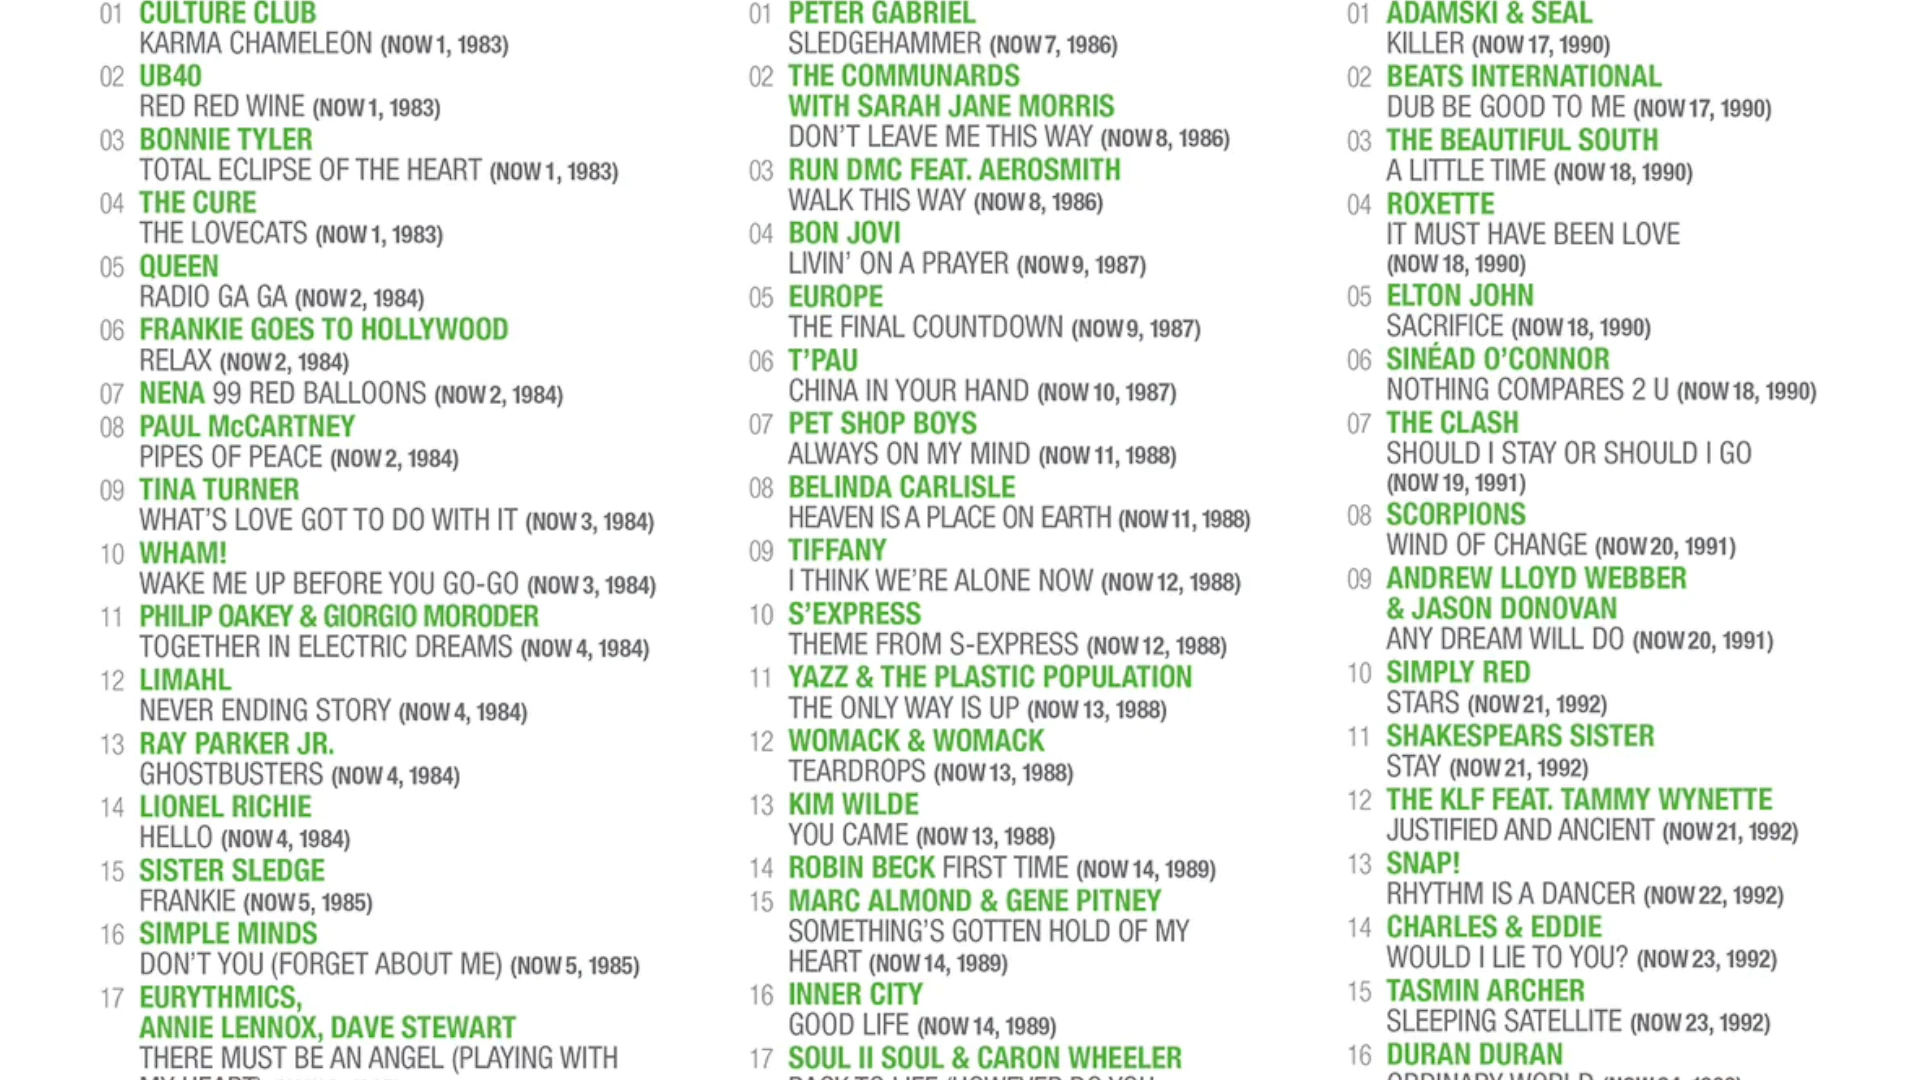 01 CULTURE CLUB
KARMA CHAMELEON (NOW 1, 1983)
02 UB40
RED RED WINE (NOW 1, 1983)
03 BONNIE TYLER
TOTAL ECLIPSE OF THE HEART (NOW 1, 1983)
04 THE CURE
THE LOVECATS (NOW 1, 1983)
05 QUEEN
RADIO GA GA (NOW 2, 1984)
06 FRANKIE GOES TO HOLLYWOOD
RELAX (NOW 2, 1984)
07 NENA 99 RED BALLOONS (NOW 2, 1984)
08 PAUL McCARTNEY
PIPES OF PEACE (NOW 2, 1984)
09 TINA TURNER
WHAT'S LOVE GOT TO DO WITH IT (NOW 3, 1984)
10 WHAM!
WAKE ME UP BEFORE YOU GO-GO (NOW 3, 1984)
11 PHILIP OAKEY & GIORGIO MORODER
TOGETHER IN ELECTRIC DREAMS (NOW 4, 1984)
12 LIMAHL
NEVER ENDING STORY (NOW 4, 1984)
13 RAY PARKER JR.
GHOSTBUSTERS (NOW 4, 1984)
14 LIONEL RICHIE
HELLO (NOW 4, 1984)
15 SISTER SLEDGE
FRANKIE (NOW 5, 1985)
16 SIMPLE MINDS
DON'T YOU (FORGET ABOUT ME) (NOW 5, 1985)
17 EURYTHMICS,
ANNIE LENNOX, DAVE STEWART
THERE MUST BE AN ANGEL (PLAYING WITH
MY HEART)
01 PETER GABRIEL
SLEDGEHAMMER (NOW 7, 1986)
02 THE COMMUNARDS
WITH SARAH JANE MORRIS
DON'T LEAVE ME THIS WAY (NOW 8, 1986)
03 RUN DMC FEAT. AEROSMITH
WALK THIS WAY (NOW 8, 1986)
04 BON JOVI
LIVIN' ON A PRAYER (NOW 9, 1987)
05 EUROPE
THE FINAL COUNTDOWN (NOW 9, 1987)
06 T'PAU
CHINA IN YOUR HAND (NOW 10, 1987)
07 PET SHOP BOYS
ALWAYS ON MY MIND (NOW 11, 1988)
08 BELINDA CARLISLE
HEAVEN IS A PLACE ON EARTH (NOW 11, 1988)
09 TIFFANY
I THINK WE'RE ALONE NOW (NOW 12, 1988)
10 S'EXPRESS
THEME FROM S-EXPRESS (NOW 12, 1988)
11 YAZZ & THE PLASTIC POPULATION
THE ONLY WAY IS UP (NOW 13, 1988)
12 WOMACK & WOMACK
TEARDROPS (NOW 13, 1988)
13 KIM WILDE
YOU CAME (NOW 13, 1988)
14 ROBIN BECK FIRST TIME (NOW 14, 1989)
15 MARC ALMOND & GENE PITNEY
SOMETHING'S GOTTEN HOLD OF MY
HEART (NOW 14, 1989)
16 INNER CITY
GOOD LIFE (NOW 14, 1989)
17 SOUL II SOUL & CARON WHEELER
BACK TO LIFE (HOWEVER DO YOU
01 ADAMSKI & SEAL
KILLER (NOW 17, 1990)
02 BEATS INTERNATIONAL
DUB BE GOOD TO ME (NOW 17, 1990)
03 THE BEAUTIFUL SOUTH
A LITTLE TIME (NOW 18, 1990)
04 ROXETTE
IT MUST HAVE BEEN LOVE
(NOW 18, 1990)
05 ELTON JOHN
SACRIFICE (NOW 18, 1990)
06 SINÉAD O'CONNOR
NOTHING COMPARES 2 U (NOW 18, 1990)
07 THE CLASH
SHOULD I STAY OR SHOULD I GO
(NOW 19, 1991)
08 SCORPIONS
WIND OF CHANGE (NOW 20, 1991)
09 ANDREW LLOYD WEBBER
& JASON DONOVAN
ANY DREAM WILL DO (NOW 20, 1991)
10 SIMPLY RED
STARS (NOW 21, 1992)
11 SHAKESPEARS SISTER
STAY (NOW 21, 1992)
12 THE KLF FEAT. TAMMY WYNETTE
JUSTIFIED AND ANCIENT (NOW 21, 1992)
13 SNAP!
RHYTHM IS A DANCER (NOW 22, 1992)
14 CHARLES & EDDIE
WOULD I LIE TO YOU? (NOW 23, 1992)
15 TASMIN ARCHER
SLEEPING SATELLITE (NOW 23, 1992)
16 DURAN DURAN
ORDINARY WORLD